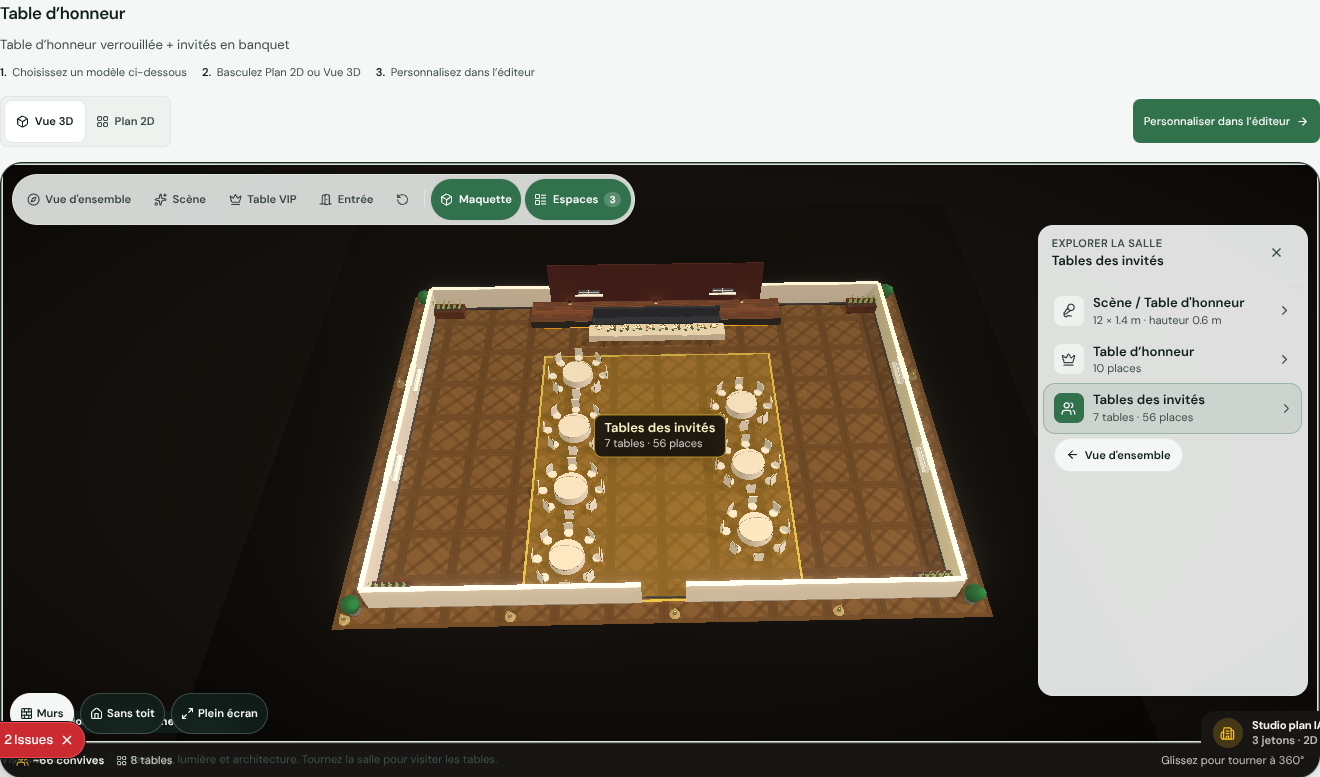 Table d’honneur
Table d’honneur verrouillée + invités en banquet
1. Choisissez un modèle ci-dessous 2. Basculez Plan 2D ou Vue 3D 3. Personnalisez dans l’éditeur
Vue 3D Plan 2D
Personnaliser dans l’éditeur →
Vue d'ensemble Scène Table VIP Entrée Maquette Espaces 3
EXPLORER LA SALLE
Tables des invités
Scène / Table d'honneur
12 × 1.4 m · hauteur 0.6 m
Table d’honneur
10 places
Tables des invités
7 tables · 56 places
← Vue d'ensemble
Tables des invités
7 tables · 56 places
Murs Sans toit Plein écran
2 Issues
~66 convives 8 tables
lumière et architecture. Tournez la salle pour visiter les tables.
Studio plan IA
3 jetons · 2D
Glissez pour tourner à 360°